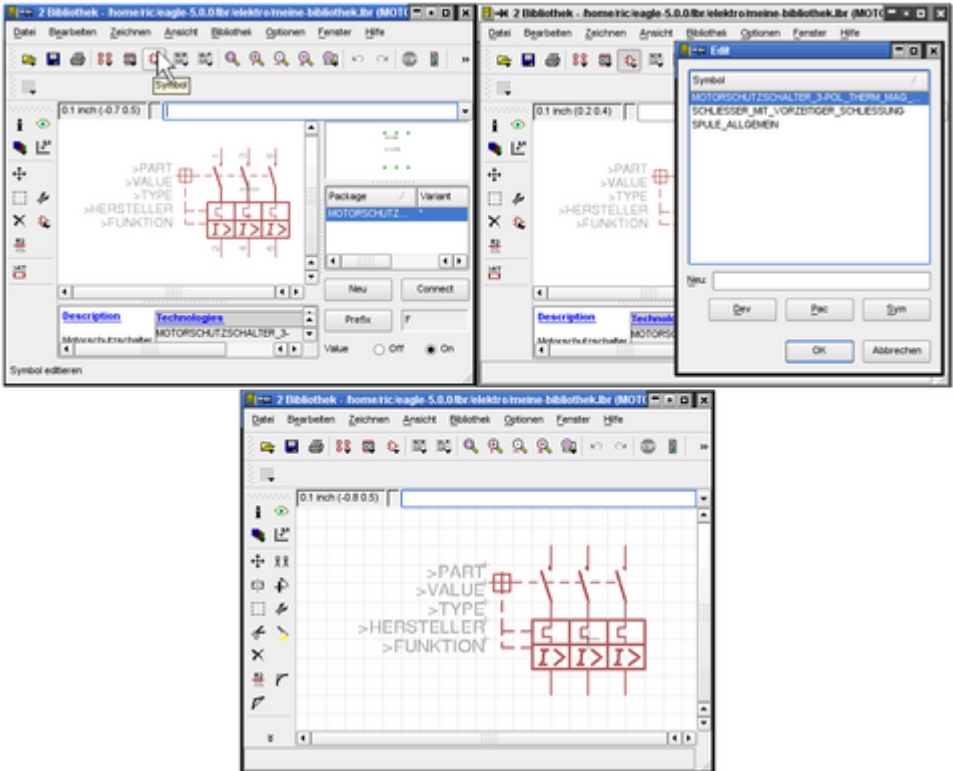 2 Bibliothek - /home/ric/eagle-5.0.0/lbr/elektro/meine-bibliothek.lbr (MOTO
Datei Bearbeiten Zeichnen Ansicht Bibliothek Optionen Fenster Hilfe
Symbol
0.1 inch (-0.7 0.5)
>PART
>VALUE
>TYPE
>HERSTELLER
>FUNKTION
I> I> I>
Package Variant
MOTORSCHUTZ... ''
Neu Connect
Description Technologies
Motorschutzschalter MOTORSCHUTZSCHALTER_3-
Prefix F
Value Off On
Symbol editieren
2 Bibliothek - /home/ric/eagle-5.0.0/lbr/elektro/meine-bibliothek.lbr (MOTO
Datei Bearbeiten Zeichnen Ansicht Bibliothek Optionen Fenster Hilfe
0.1 inch (0.2 0.4)
>PART
>VALUE
>TYPE
>HERSTELLER
>FUNKTION
Description
MOTORS
Edit
Symbol
MOTORSCHUTZSCHALTER_3-POL_THERM_MAG_...
SCHLIESSER_MIT_VORZEITIGER_SCHLIESSUNG
SPULE_ALLGEMEIN
Neu:
Dev Pac Sym
OK Abbrechen
2 Bibliothek - /home/ric/eagle-5.0.0/lbr/elektro/meine-bibliothek.lbr (MOTO
Datei Bearbeiten Zeichnen Ansicht Bibliothek Optionen Fenster Hilfe
0.1 inch (-0.8 0.5)
>PART
>VALUE
>TYPE
>HERSTELLER
>FUNKTION
I> I> I>